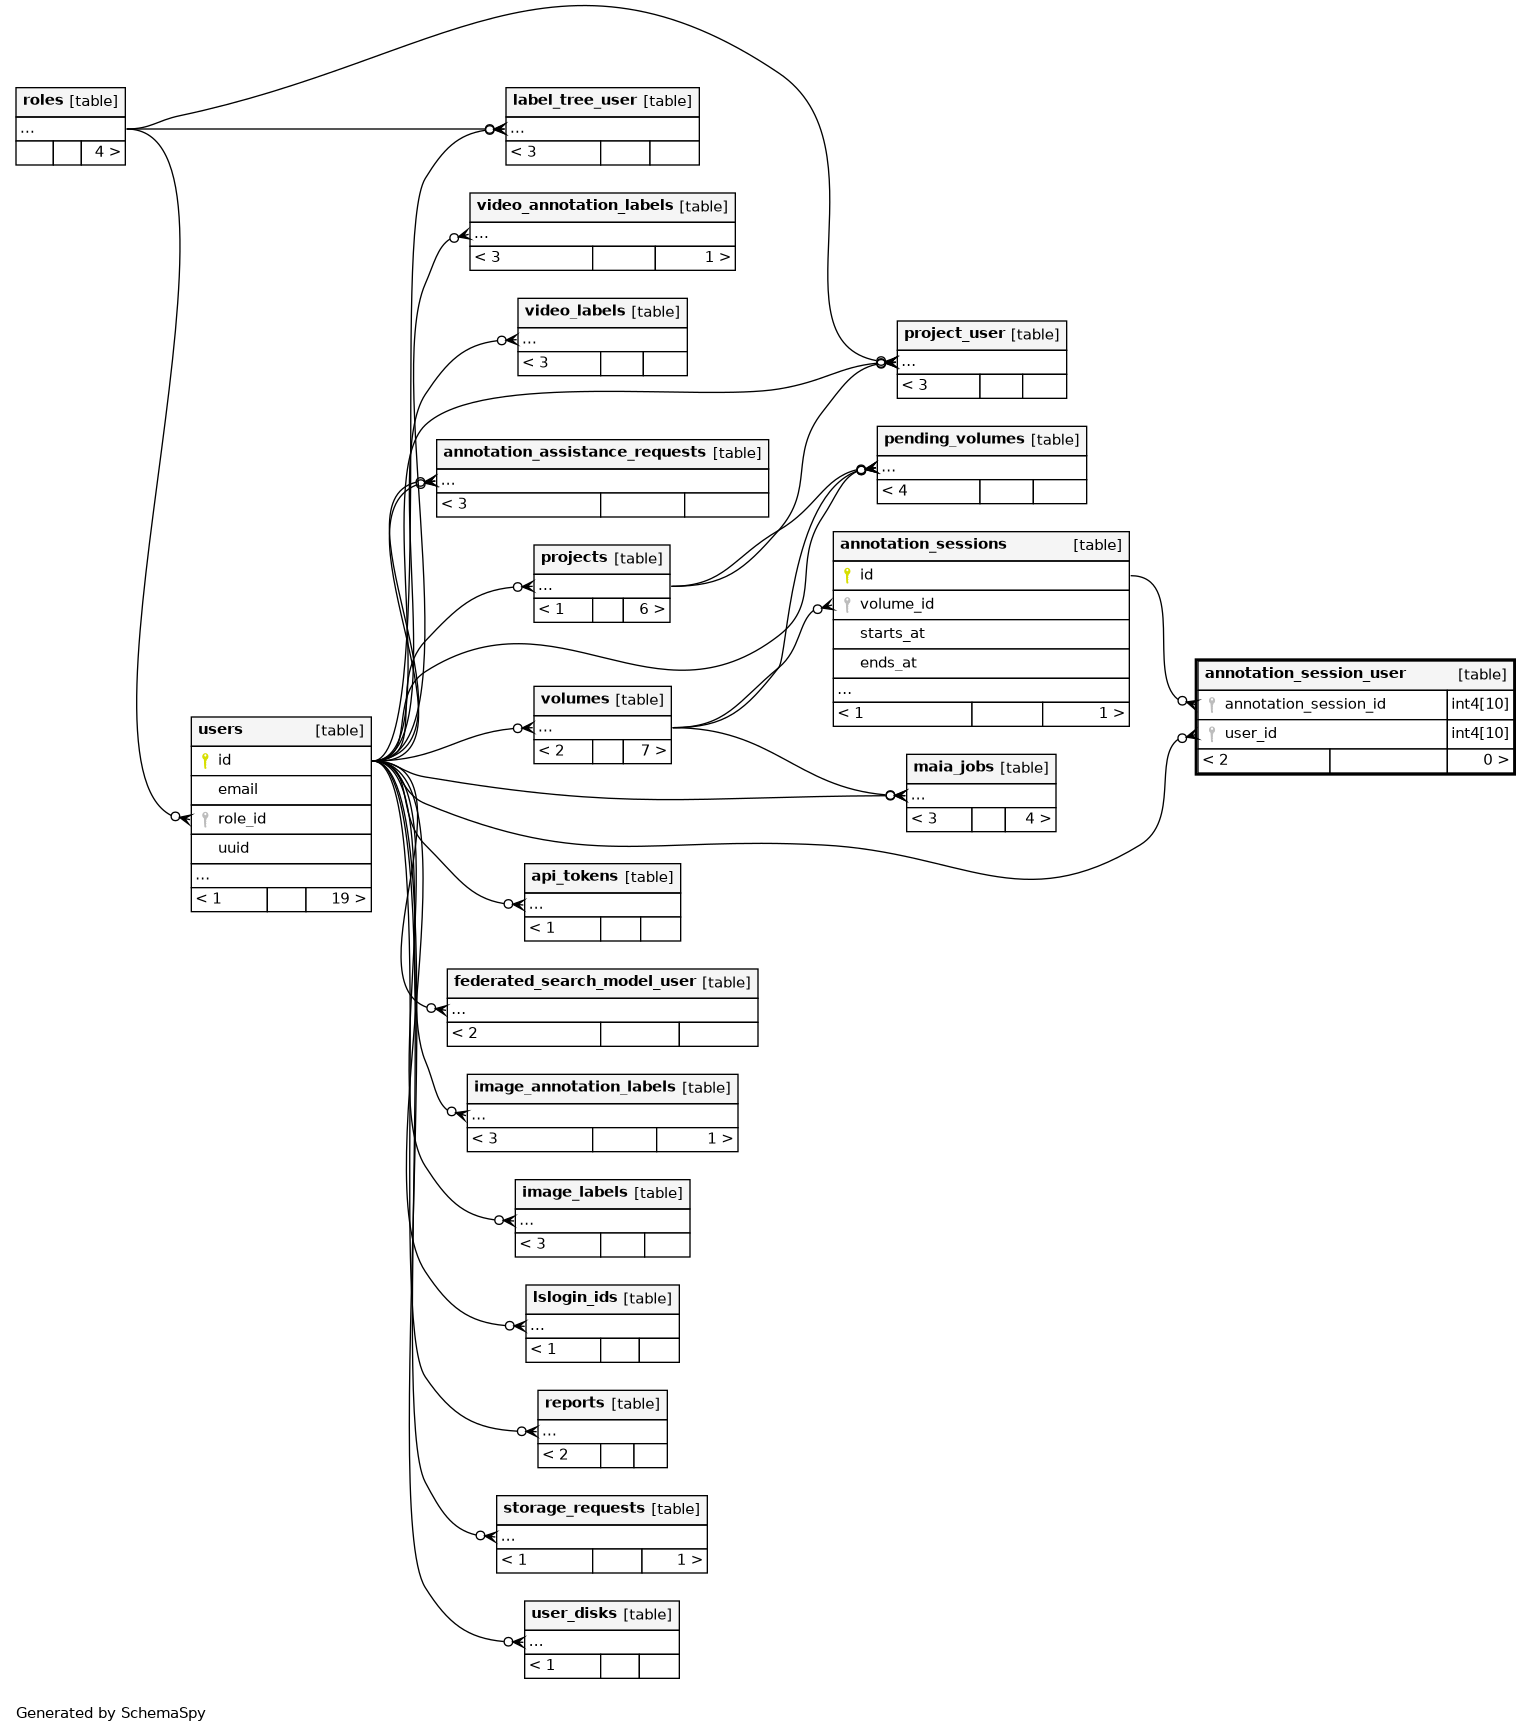 roles [table]
...
4 >
label_tree_user [table]
...
< 3
video_annotation_labels [table]
...
< 3 1 >
video_labels [table]
...
< 3
project_user [table]
...
< 3
annotation_assistance_requests [table]
...
< 3
pending_volumes [table]
...
< 4
projects [table]
...
< 1 6 >
annotation_sessions [table]
id
volume_id
starts_at
ends_at
...
< 1 1 >
annotation_session_user [table]
annotation_session_id int4[10]
user_id int4[10]
< 2 0 >
volumes [table]
...
< 2 7 >
users [table]
id
email
role_id
uuid
...
< 1 19 >
maia_jobs [table]
...
< 3 4 >
api_tokens [table]
...
< 1
federated_search_model_user [table]
...
< 2
image_annotation_labels [table]
...
< 3 1 >
image_labels [table]
...
< 3
lslogin_ids [table]
...
< 1
reports [table]
...
< 2
storage_requests [table]
...
< 1 1 >
user_disks [table]
...
< 1
Generated by SchemaSpy